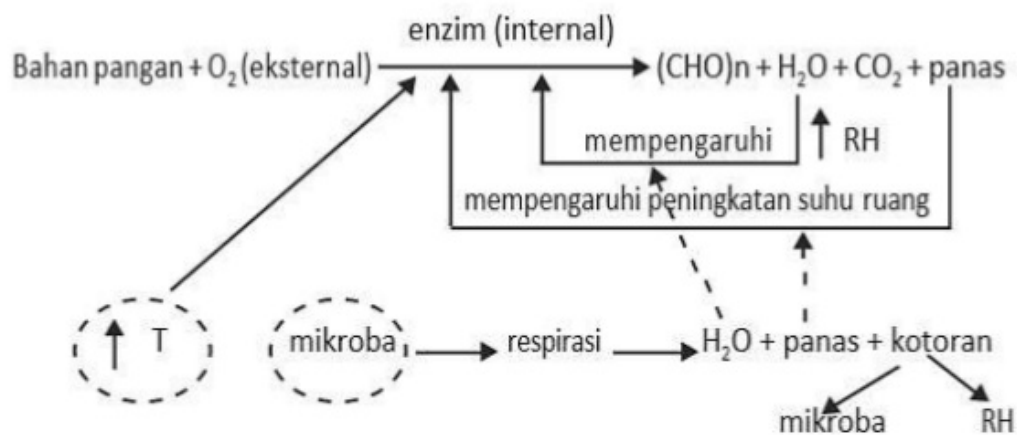 enzim (internal)
Bahan pangan + O₂ (eksternal) (CHO)n + H₂O + CO₂ + panas
mempengaruhi RH
mempengaruhi peningkatan suhu ruang
T mikroba respirasi H₂O + panas + kotoran
mikroba RH